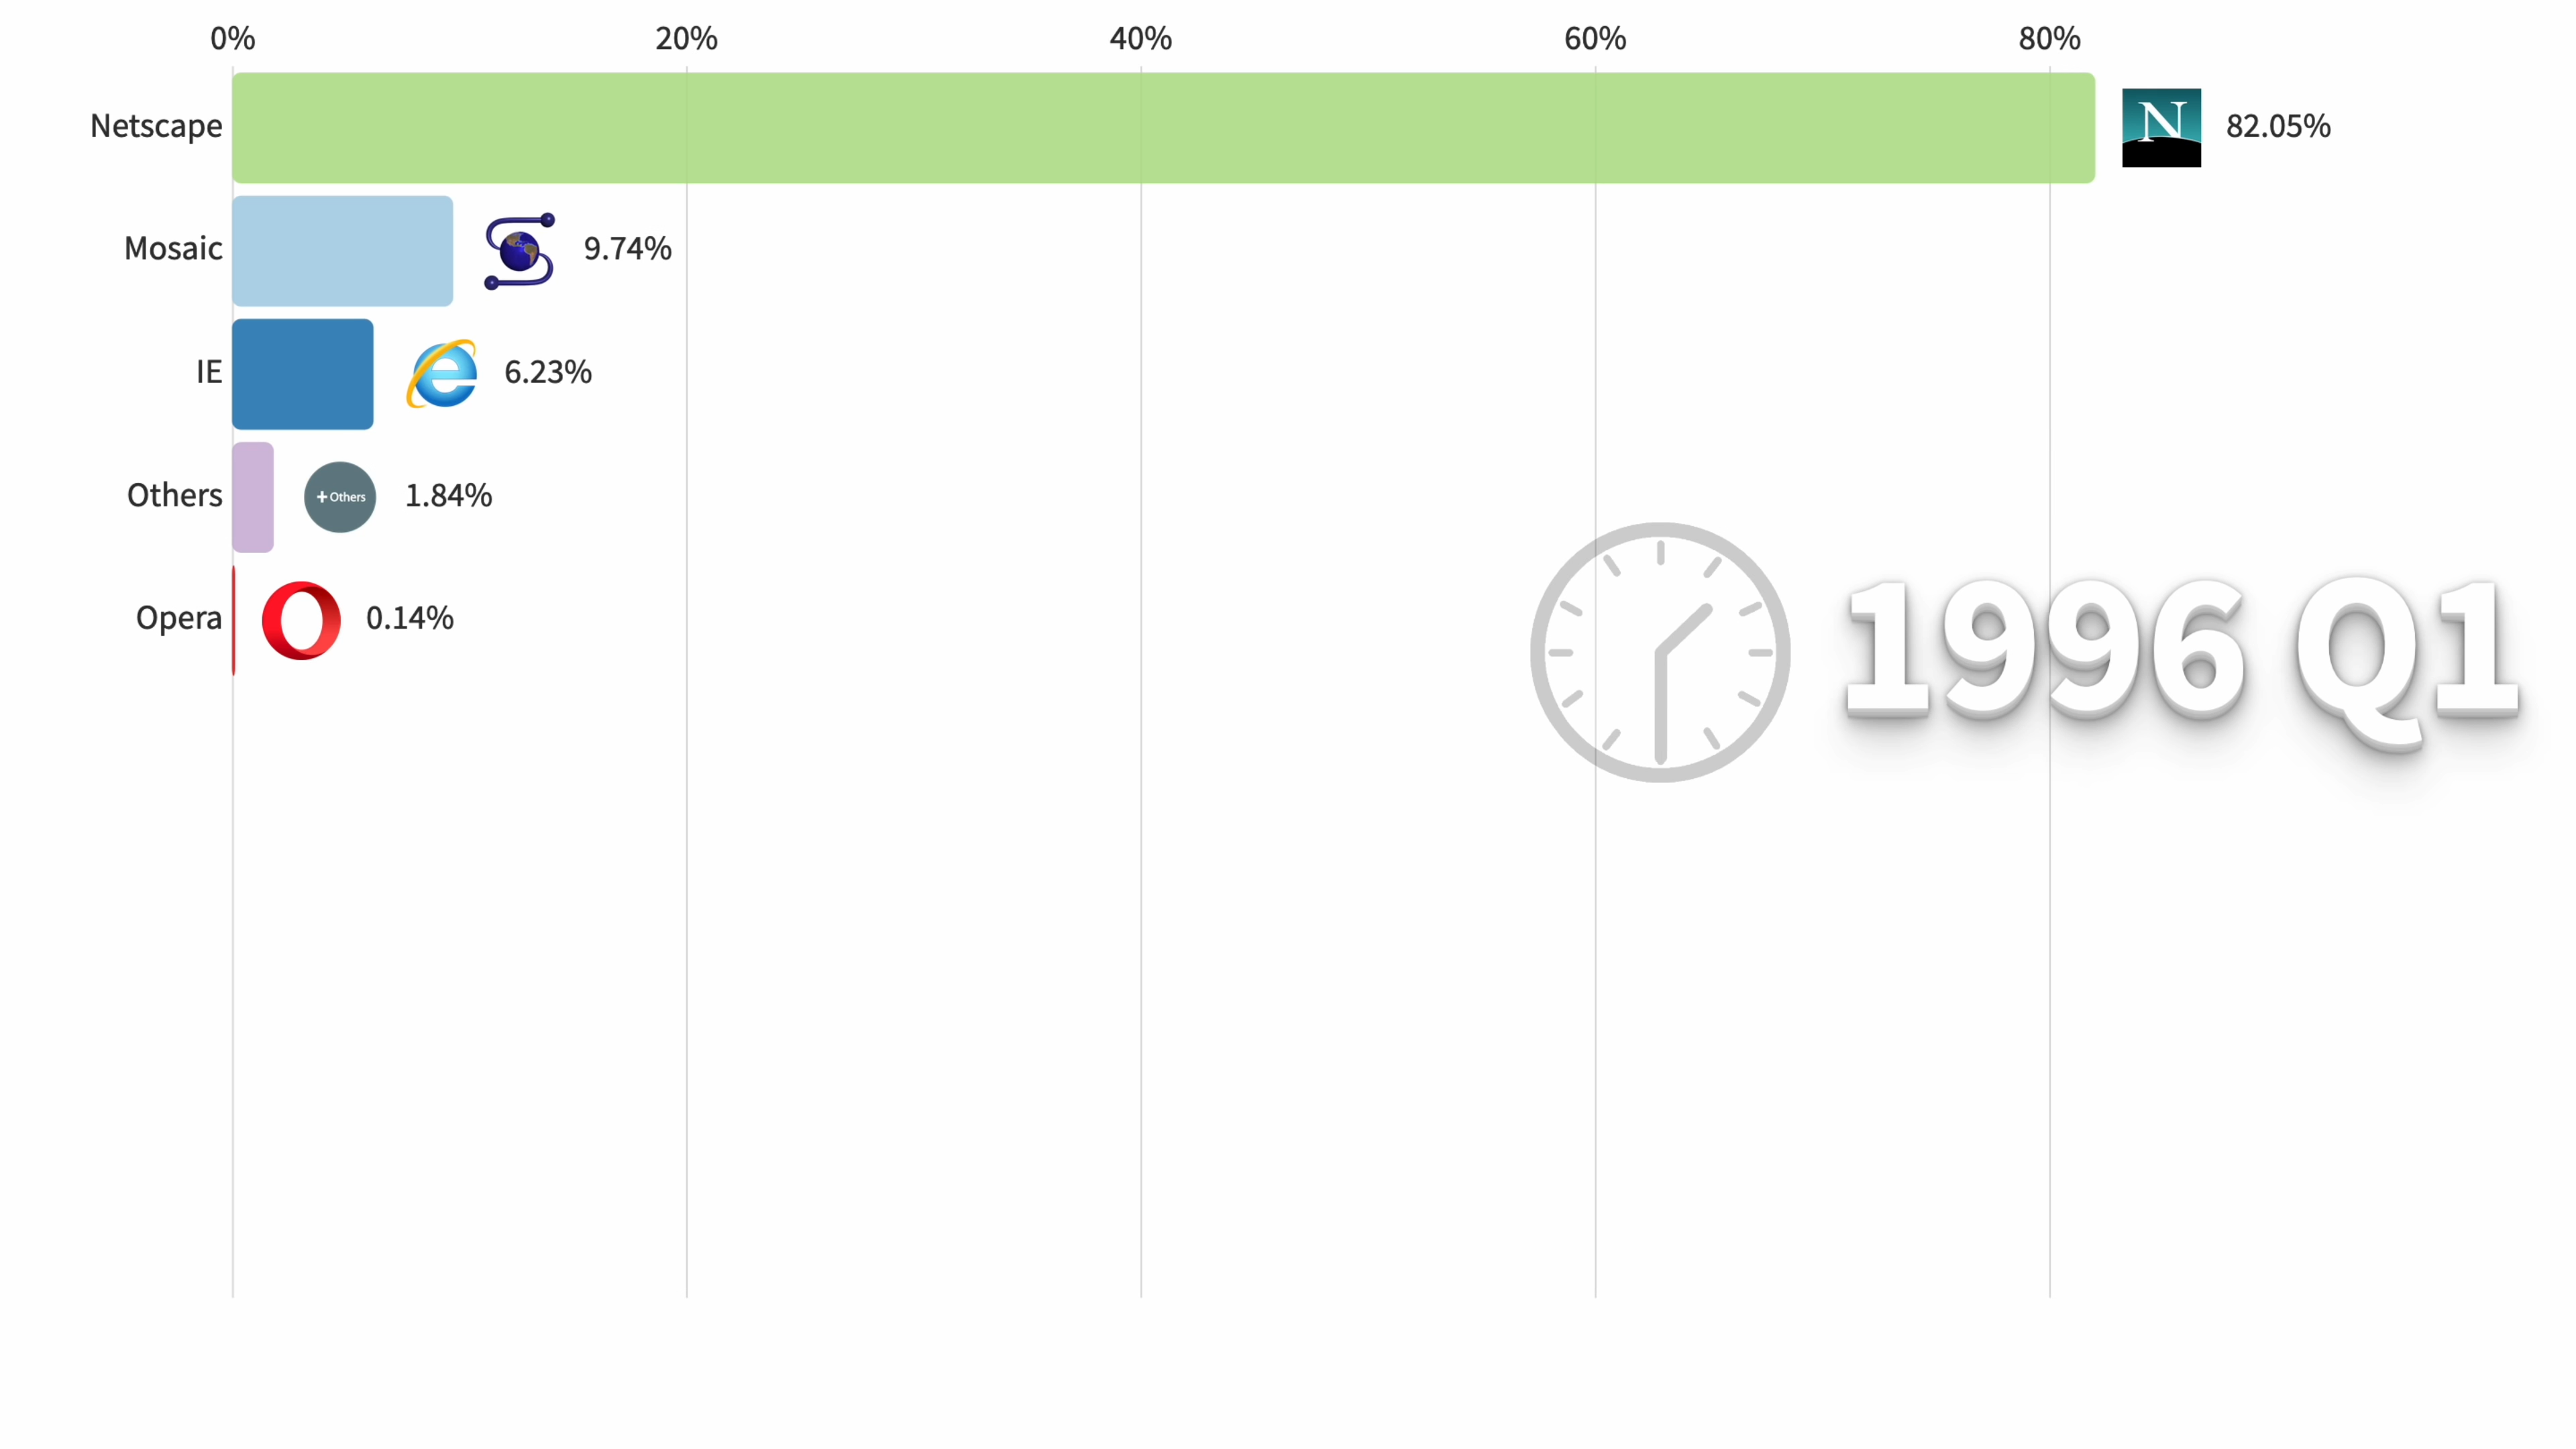 0% 20% 40% 60% 80%
Netscape N 82.05%
Mosaic 9.74%
IE e 6.23%
Others +Others 1.84%
Opera 0.14%
1996 Q1